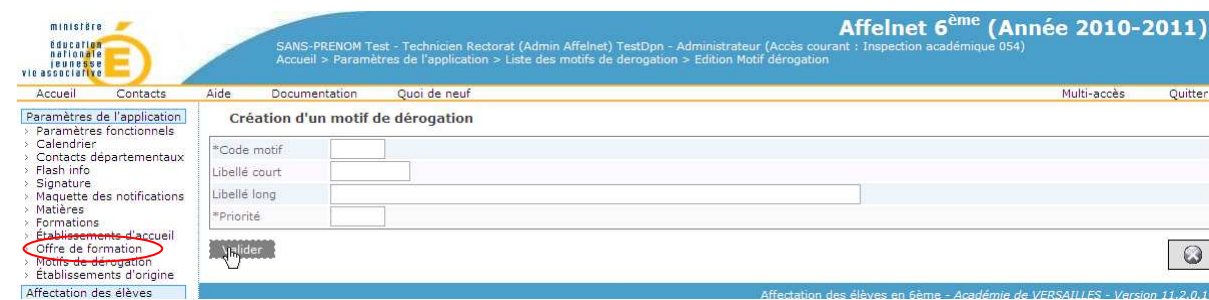 ministère
éducation
nationale
jeunesse
vie associative
Affelnet 6ème (Année 2010-2011)
SANS-PRENOM Test - Technicien Rectorat (Admin Affelnet) TestDpn - Administrateur (Accès courant : Inspection académique 054)
Accueil > Paramètres de l'application > Liste des motifs de derogation > Edition Motif dérogation
Accueil Contacts Aide Documentation Quoi de neuf Multi-accès Quitter
Paramètres de l'application
> Paramètres fonctionnels
> Calendrier
> Contacts départementaux
> Flash info
> Signature
> Maquette des notifications
> Matières
> Formations
> Établissements d'accueil
> Offre de formation
> Motifs de dérogation
> Établissements d'origine
Affectation des élèves
Création d'un motif de dérogation
*Code motif
Libellé court
Libellé long
*Priorité
Valider
Affectation des élèves en 6ème - Académie de VERSAILLES - Version 11.2.0.1